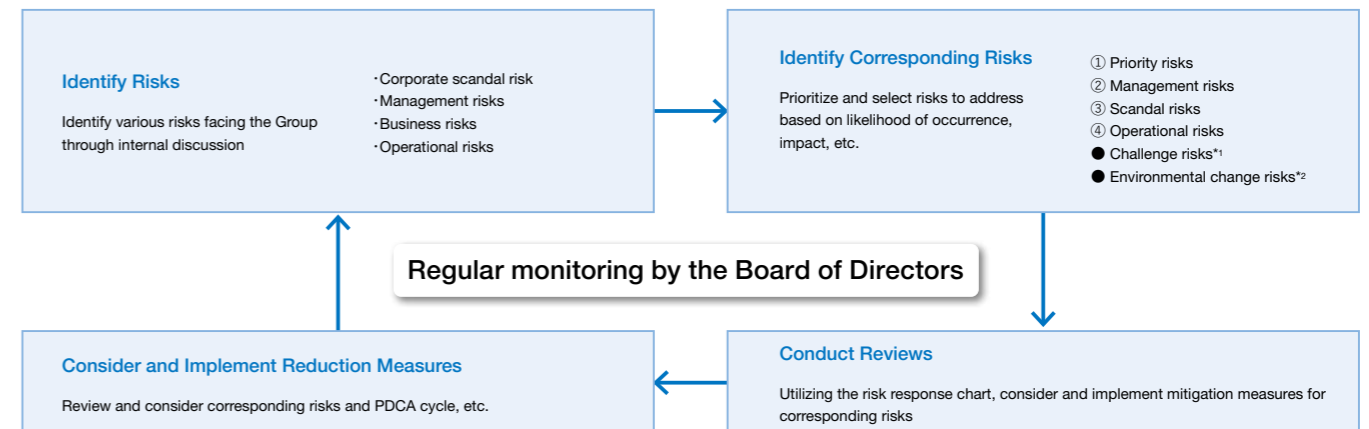 Identify Risks
Identify various risks facing the Group
through internal discussion
・Corporate scandal risk
・Management risks
・Business risks
・Operational risks
Identify Corresponding Risks
Prioritize and select risks to address
based on likelihood of occurrence,
impact, etc.
① Priority risks
② Management risks
③ Scandal risks
④ Operational risks
● Challenge risks*1
● Environmental change risks*2
Regular monitoring by the Board of Directors
Consider and Implement Reduction Measures
Review and consider corresponding risks and PDCA cycle, etc.
Conduct Reviews
Utilizing the risk response chart, consider and implement mitigation measures for
corresponding risks